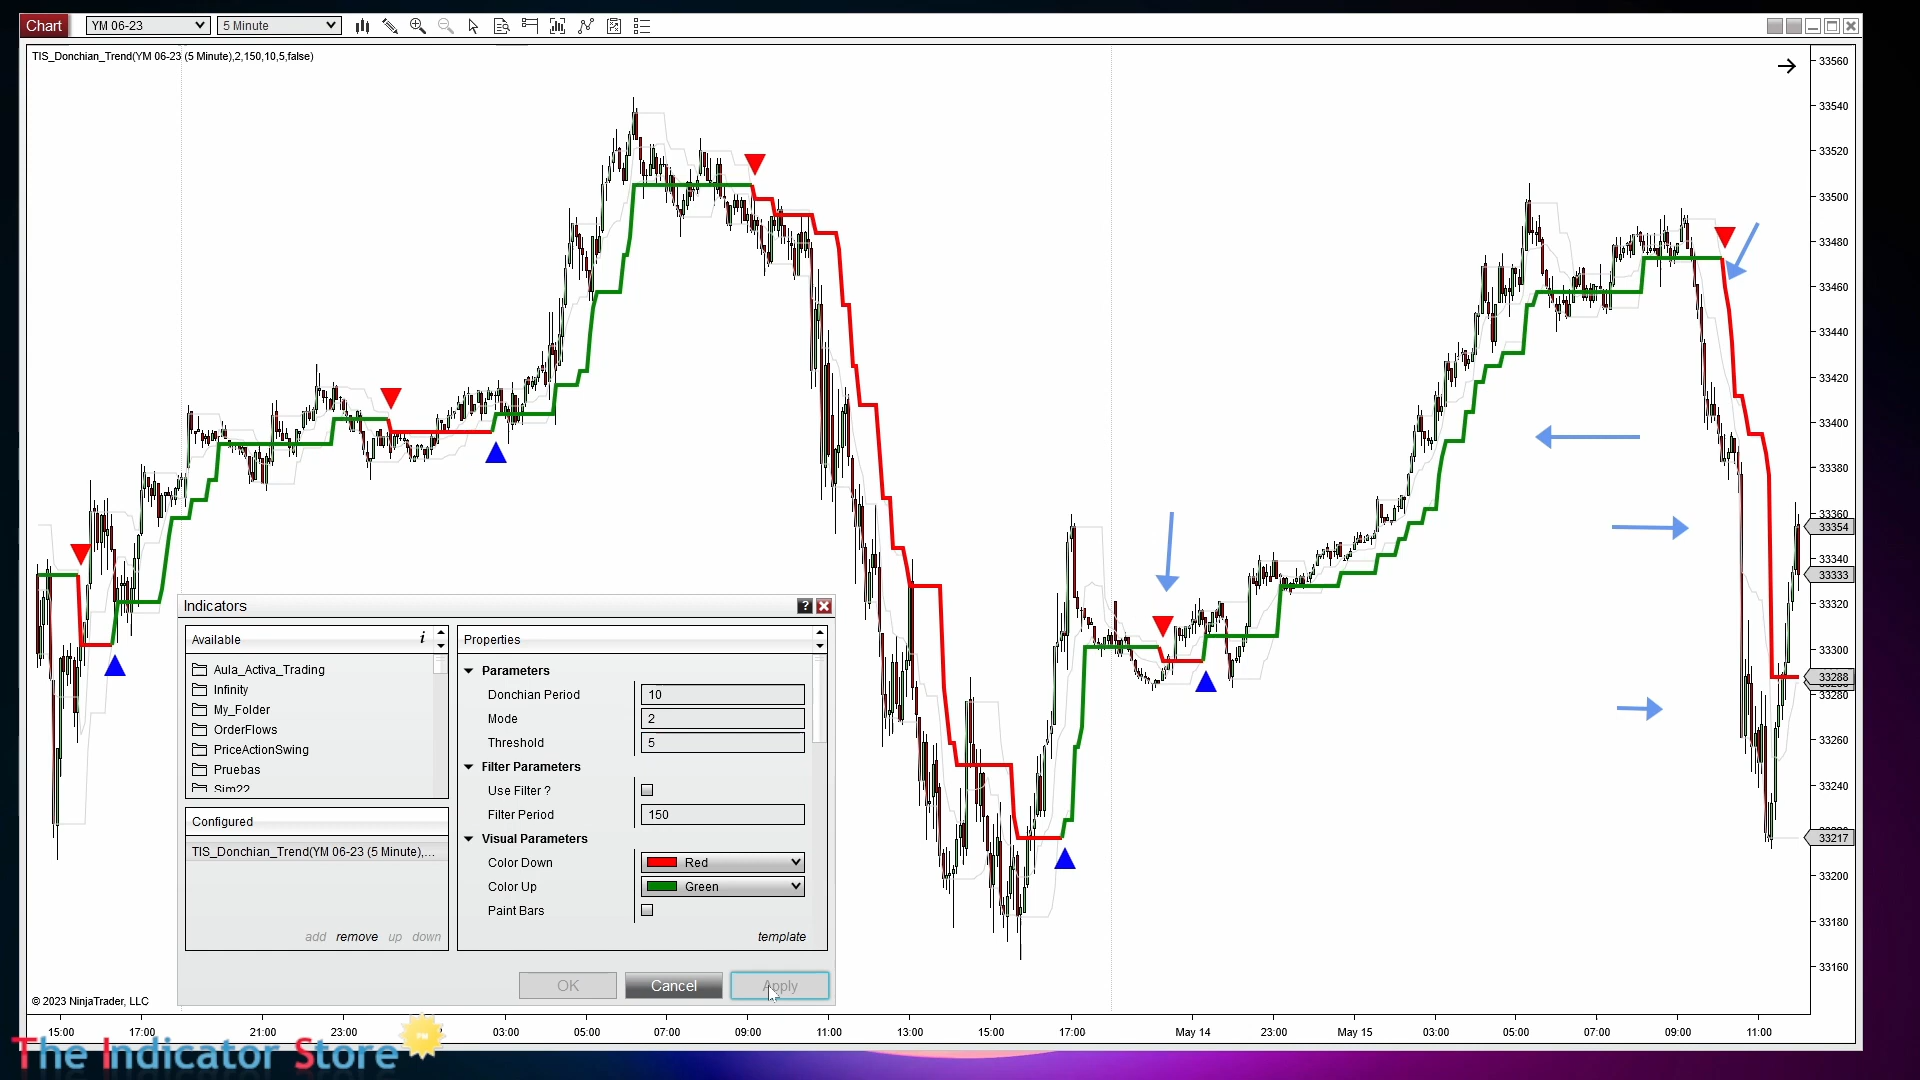 Chart YM 06-23 5 Minute
TIS_Donchian_Trend(YM 06-23 (5 Minute),2,150,10,5,false)
33560
33540
33520
33500
33480
33460
33440
33420
33400
33380
33360
33354
33340
33333
33320
33300
33288
33280
33260
33240
33217
33200
33180
33160
Indicators ?
Available i
Aula_Activa_Trading
Infinity
My_Folder
OrderFlows
PriceActionSwing
Pruebas
Sim22
Configured
TIS_Donchian_Trend(YM 06-23 (5 Minute),...
add remove up down
Properties
Parameters
Donchian Period 10
Mode 2
Threshold 5
Filter Parameters
Use Filter ?
Filter Period 150
Visual Parameters
Color Down Red
Color Up Green
Paint Bars
template
OK Cancel Apply
© 2023 NinjaTrader, LLC
15:00 17:00 21:00 23:00 03:00 05:00 07:00 09:00 11:00 13:00 15:00 17:00 May 14 23:00 May 15 03:00 05:00 07:00 09:00 11:00
The Indicator Store